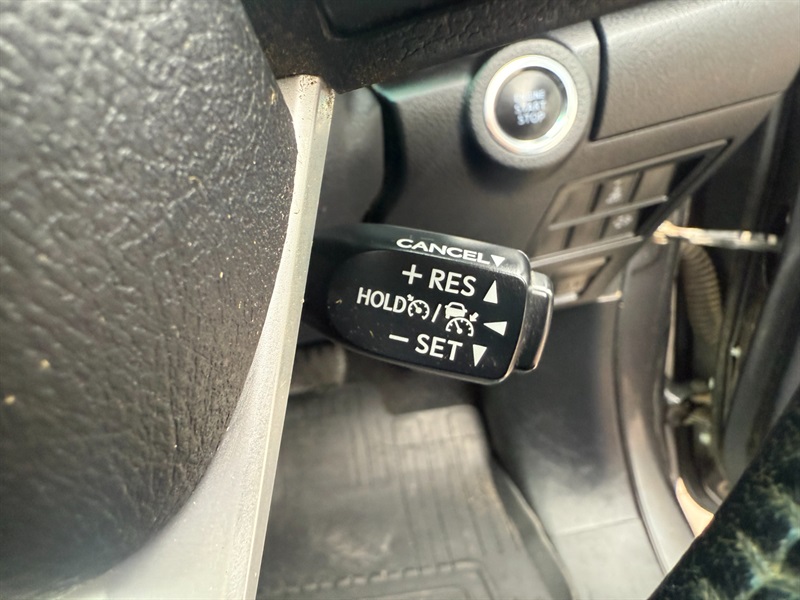 ENGINE
START
STOP
CANCEL▼
+ RES ▲
HOLD / ◀
− SET ▼